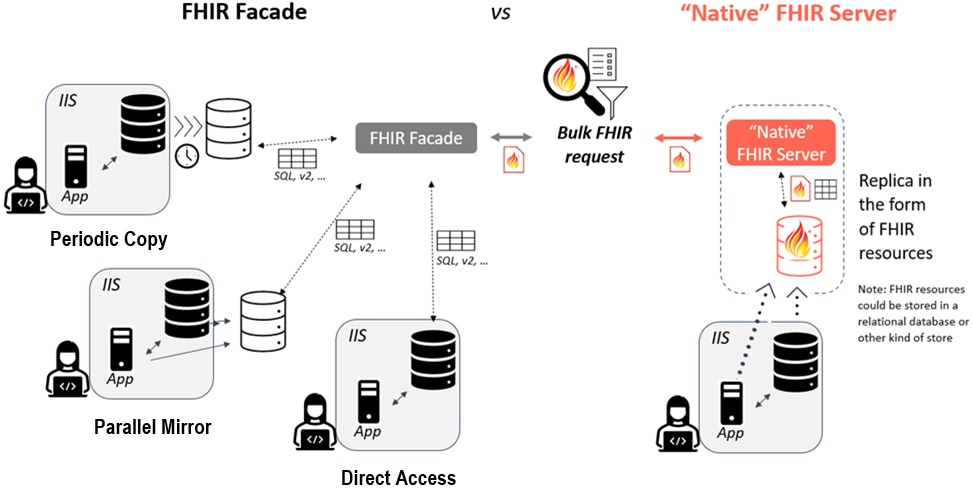 FHIR Facade
vs
“Native” FHIR Server
IIS
App
Periodic Copy
SQL, v2, ...
FHIR Facade
Bulk FHIR
request
“Native”
FHIR Server
Replica in
the form
of FHIR
resources
Note: FHIR resources
could be stored in a
relational database or
other kind of store
SQL, v2, ...
SQL, v2, ...
IIS
App
Parallel Mirror
IIS
App
Direct Access
IIS
App